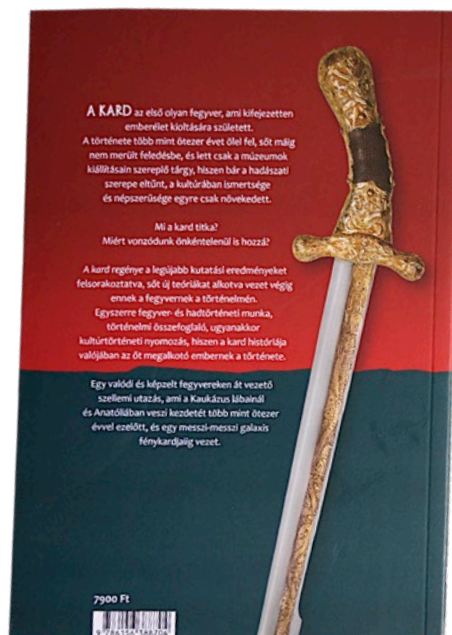 A KARD az első olyan fegyver, ami kifejezetten
emberélet kioltására született.
A története több mint ötezer évet ölel fel, sőt máig
nem merült feledésbe, és lett csak a múzeumok
kiállításain szereplő tárgy, hiszen bár a hadászati
szerepe eltűnt, a kultúrában ismertsége
és népszerűsége egyre csak növekedett.
Mi a kard titka?
Miért vonzódunk önkéntelenül is hozzá?
A kard regénye a legújabb kutatási eredményeket
felsorakoztatva, sőt új teóriákat alkotva vezet végig
ennek a fegyvernek a történelmén.
Egyszerre fegyver- és hadtörténeti munka,
történelmi összefoglaló, ugyanakkor
kultúrtörténeti nyomozás, hiszen a kard históriája
valójában az őt megalkotó embernek a története.
Egy valódi és képzelt fegyvereken át vezető
szellemi utazás, ami a Kaukázus lábainál
és Anatóliában veszi kezdetét több mint ötezer
évvel ezelőtt, és egy messzi-messzi galaxis
fénykardjaiig vezet.
7900 Ft